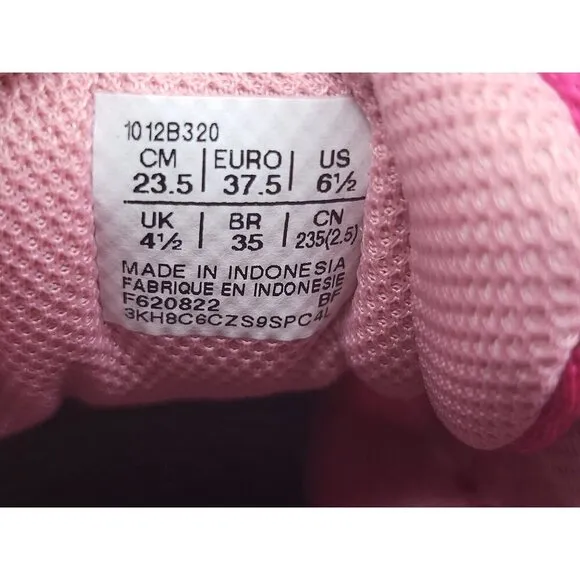 1012B320
CM | EURO | US
23.5 | 37.5 | 6½
UK | BR | CN
4½ | 35 | 235(2.5)
MADE IN INDONESIA
FABRIQUE EN INDONESIE
F620822 BF
3KH8C6CZS9SPC4L